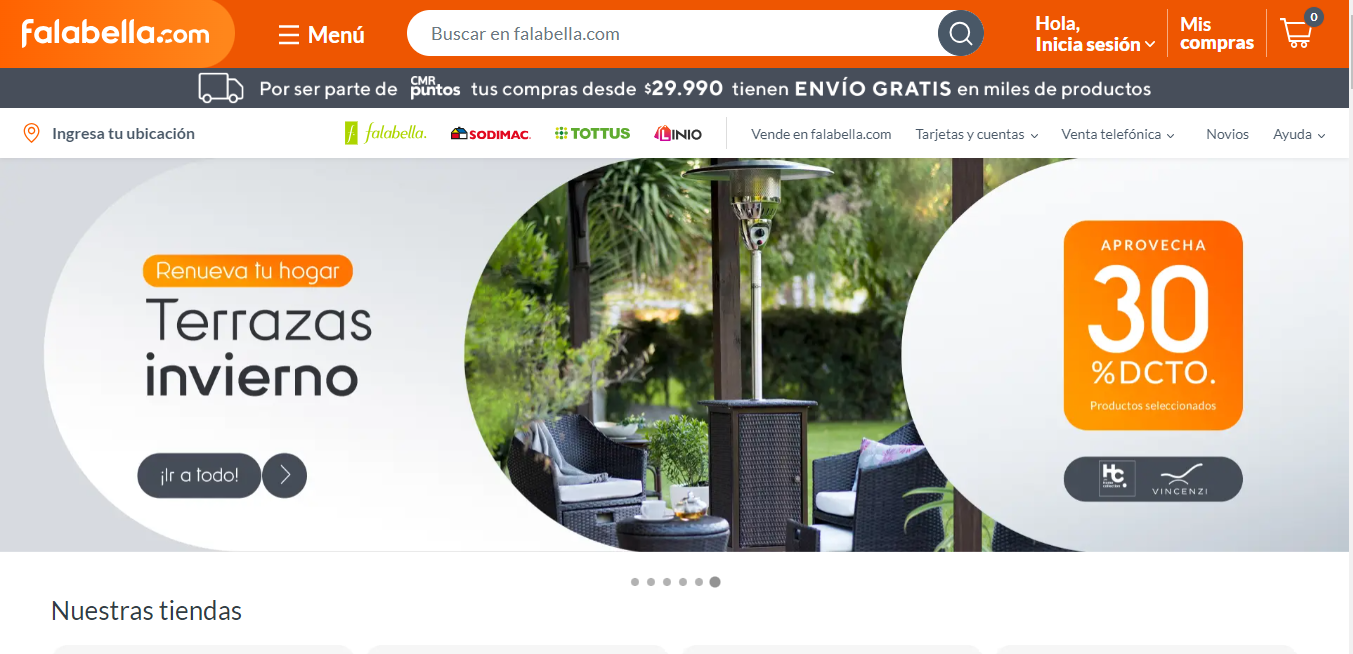 falabella.com
Menú
Buscar en falabella.com
Hola,
Inicia sesión
Mis
compras
0
Por ser parte de CMR puntos tus compras desde $29.990 tienen ENVÍO GRATIS en miles de productos
Ingresa tu ubicación
f falabella.
SODIMAC
TOTTUS
LINIO
Vende en falabella.com
Tarjetas y cuentas
Venta telefónica
Novios
Ayuda
Renueva tu hogar
Terrazas
invierno
¡Ir a todo!
APROVECHA
30
%DCTO.
Productos seleccionados
HC.
VINCENZI
Nuestras tiendas